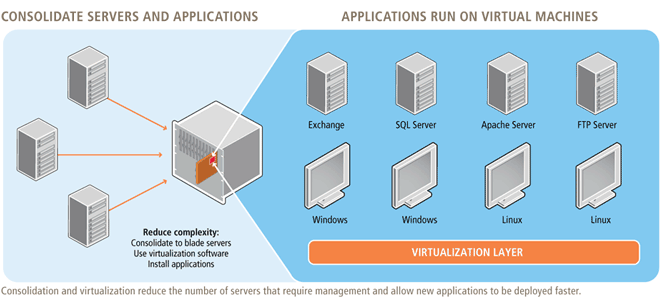 CONSOLIDATE SERVERS AND APPLICATIONS
APPLICATIONS RUN ON VIRTUAL MACHINES
Exchange
SQL Server
Apache Server
FTP Server
Windows
Windows
Linux
Linux
Reduce complexity:
Consolidate to blade servers
Use virtualization software
Install applications
VIRTUALIZATION LAYER
Consolidation and virtualization reduce the number of servers that require management and allow new applications to be deployed faster.